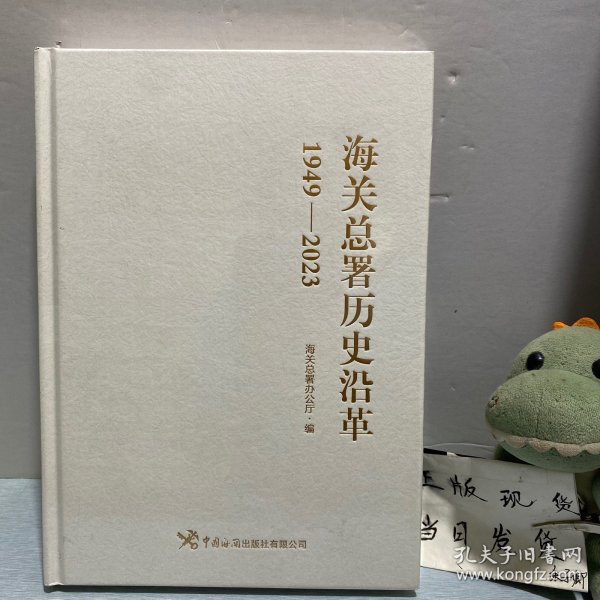 海关总署历史沿革
1949—2023
海关总署办公厅·编
中国海关出版社有限公司
正版现货
当日发货
孔夫子旧书网
www.kongfz.com